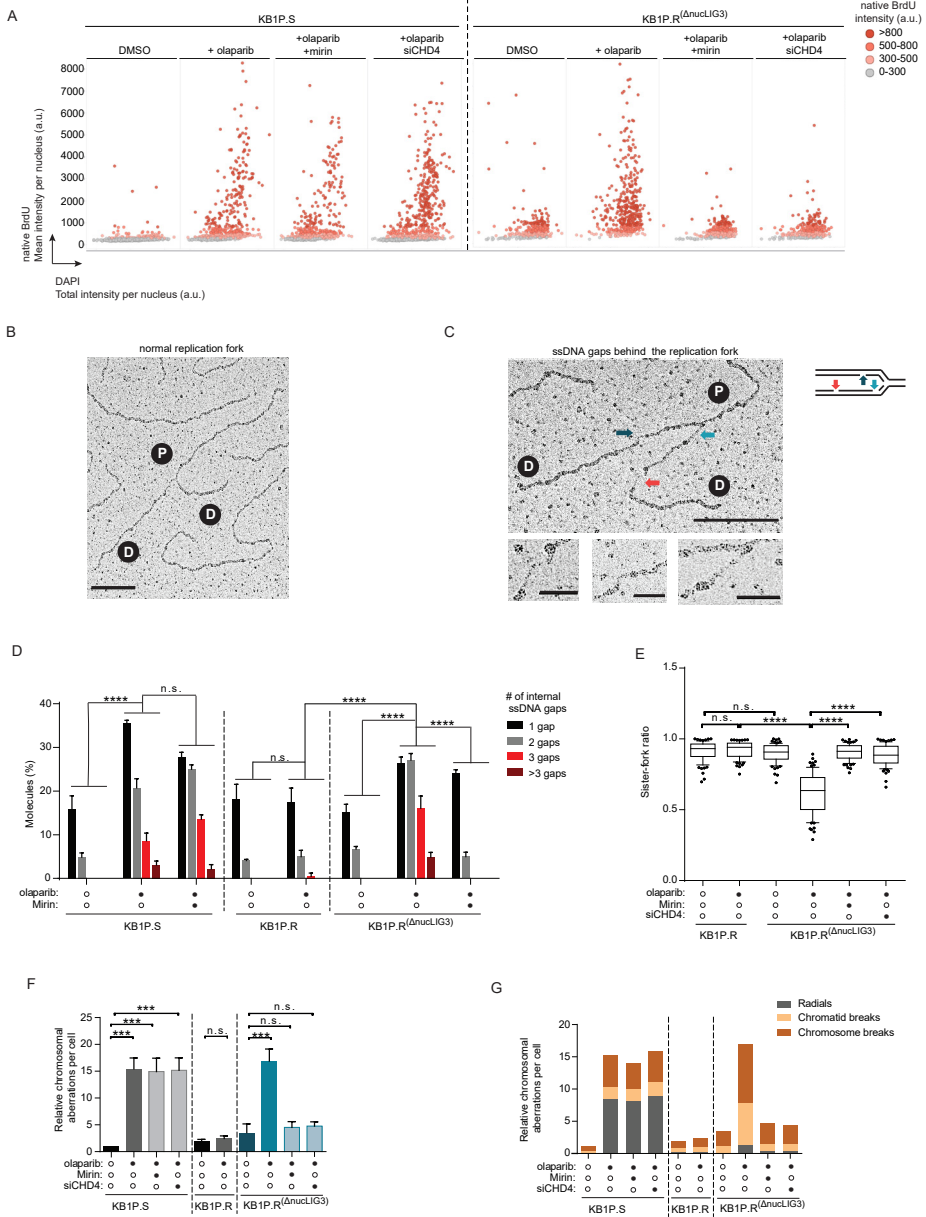 A
KB1P.S
KB1P.R(ΔnucLIG3)
native BrdU
intensity (a.u.)
>800
500-800
300-500
0-300
DMSO
+ olaparib
+olaparib
+mirin
+olaparib
siCHD4
DMSO
+ olaparib
+olaparib
+mirin
+olaparib
siCHD4
8000
7000
6000
5000
4000
3000
2000
1000
0
native BrdU
Mean intensity per nucleus (a.u.)
DAPI
Total intensity per nucleus (a.u.)
B
normal replication fork
P
D
D
C
ssDNA gaps behind the replication fork
P
D
D
D
n.s.
****
****
****
****
n.s.
# of internal
ssDNA gaps
1 gap
2 gaps
3 gaps
>3 gaps
Molecules (%)
40
30
20
10
0
olaparib:
Mirin:
KB1P.S
KB1P.R
KB1P.R(ΔnucLIG3)
E
Sister-fork ratio
1.5
1.0
0.5
0.0
n.s.
****
n.s.
****
****
olaparib:
Mirin:
siCHD4:
KB1P.R
KB1P.R(ΔnucLIG3)
F
Relative chromosomal
aberrations per cell
25
20
15
10
5
0
***
***
***
n.s.
n.s.
n.s.
***
olaparib:
Mirin:
siCHD4:
KB1P.S
KB1P.R
KB1P.R(ΔnucLIG3)
G
Radials
Chromatid breaks
Chromosome breaks
Relative chromosomal
aberrations per cell
20
15
10
5
0
olaparib:
Mirin:
siCHD4:
KB1P.S
KB1P.R
KB1P.R(ΔnucLIG3)